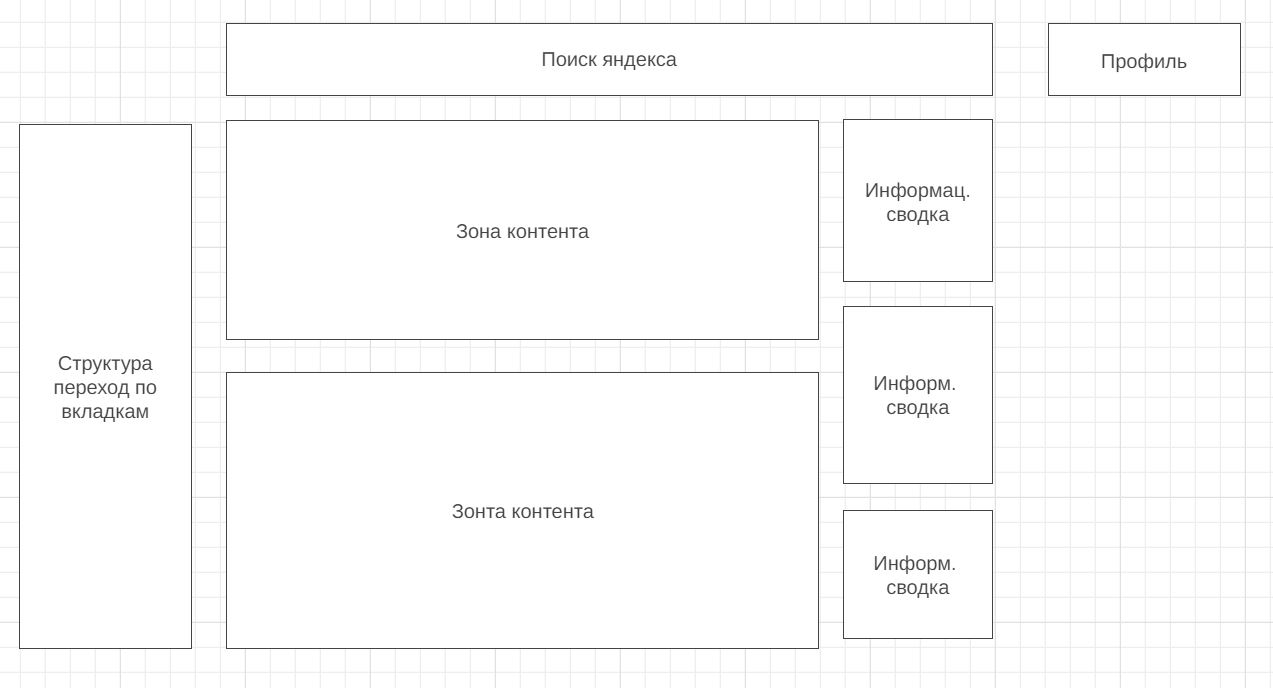 Поиск яндекса
Профиль
Структура
переход по
вкладкам
Зона контента
Зонта контента
Информац.
сводка
Информ.
сводка
Информ.
сводка